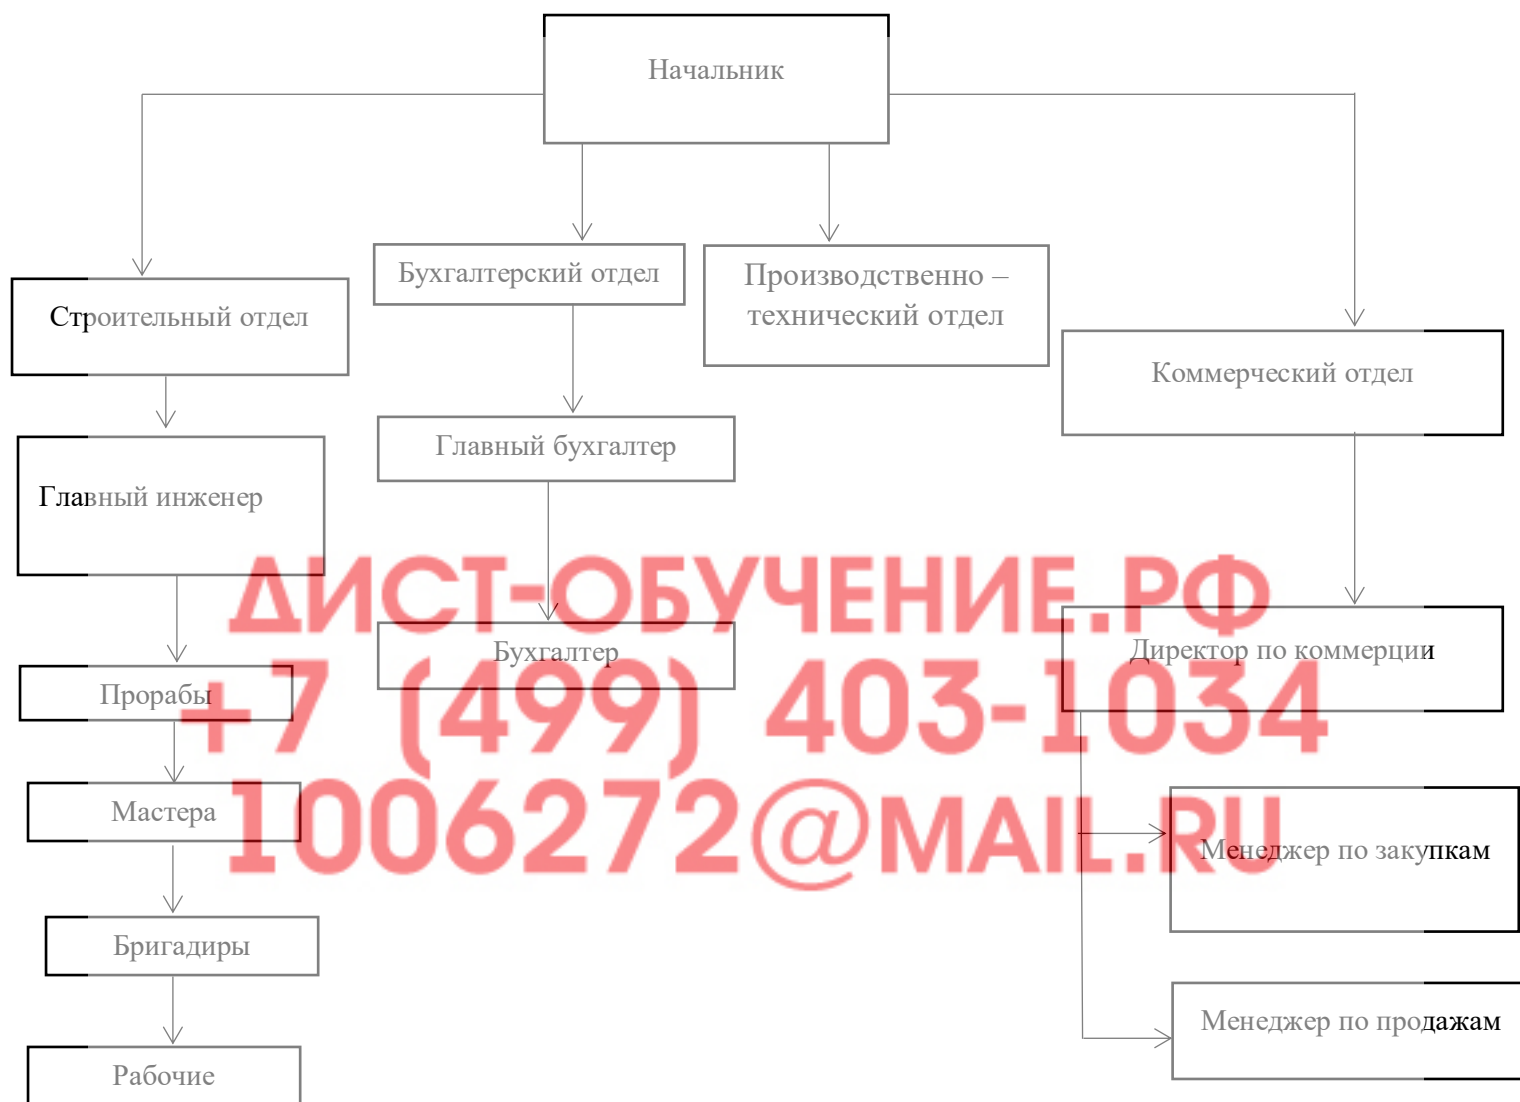 Начальник
Бухгалтерский отдел
Производственно –
технический отдел
Строительный отдел
Коммерческий отдел
Главный бухгалтер
Главный инженер
ДИСТ-ОБУЧЕНИЕ.РФ
Бухгалтер
Директор по коммерции
Прорабы
+7 (499) 403-1034
Мастера
1006272@MAIL.RU
Менеджер по закупкам
Бригадиры
Менеджер по продажам
Рабочие